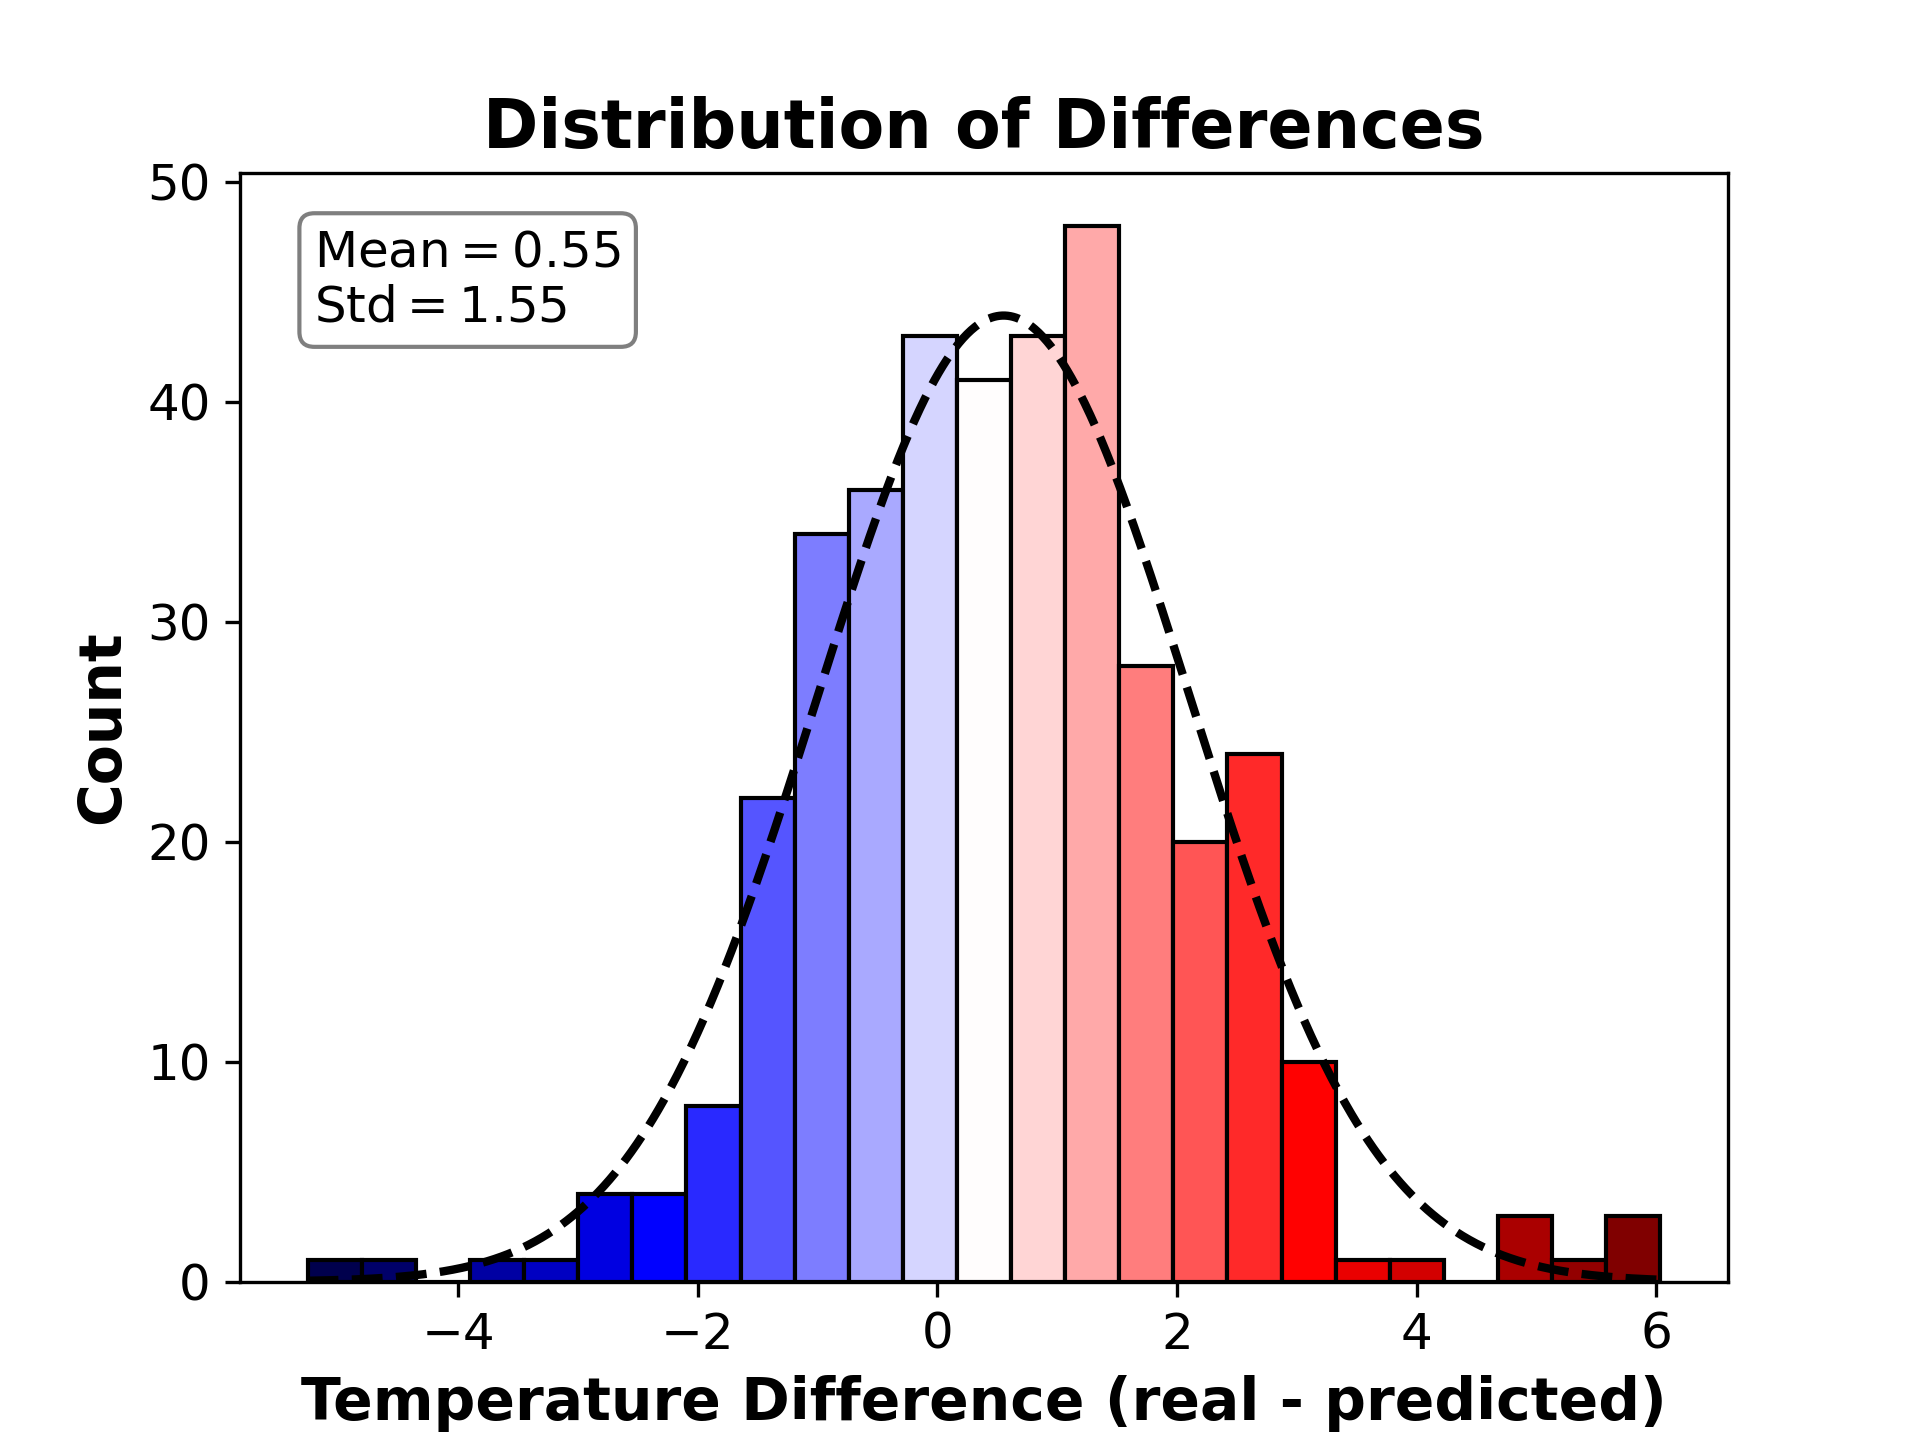 Distribution of Differences
Mean = 0.55
Std = 1.55
50
40
30
20
10
0
Count
−4 −2 0 2 4 6
Temperature Difference (real - predicted)